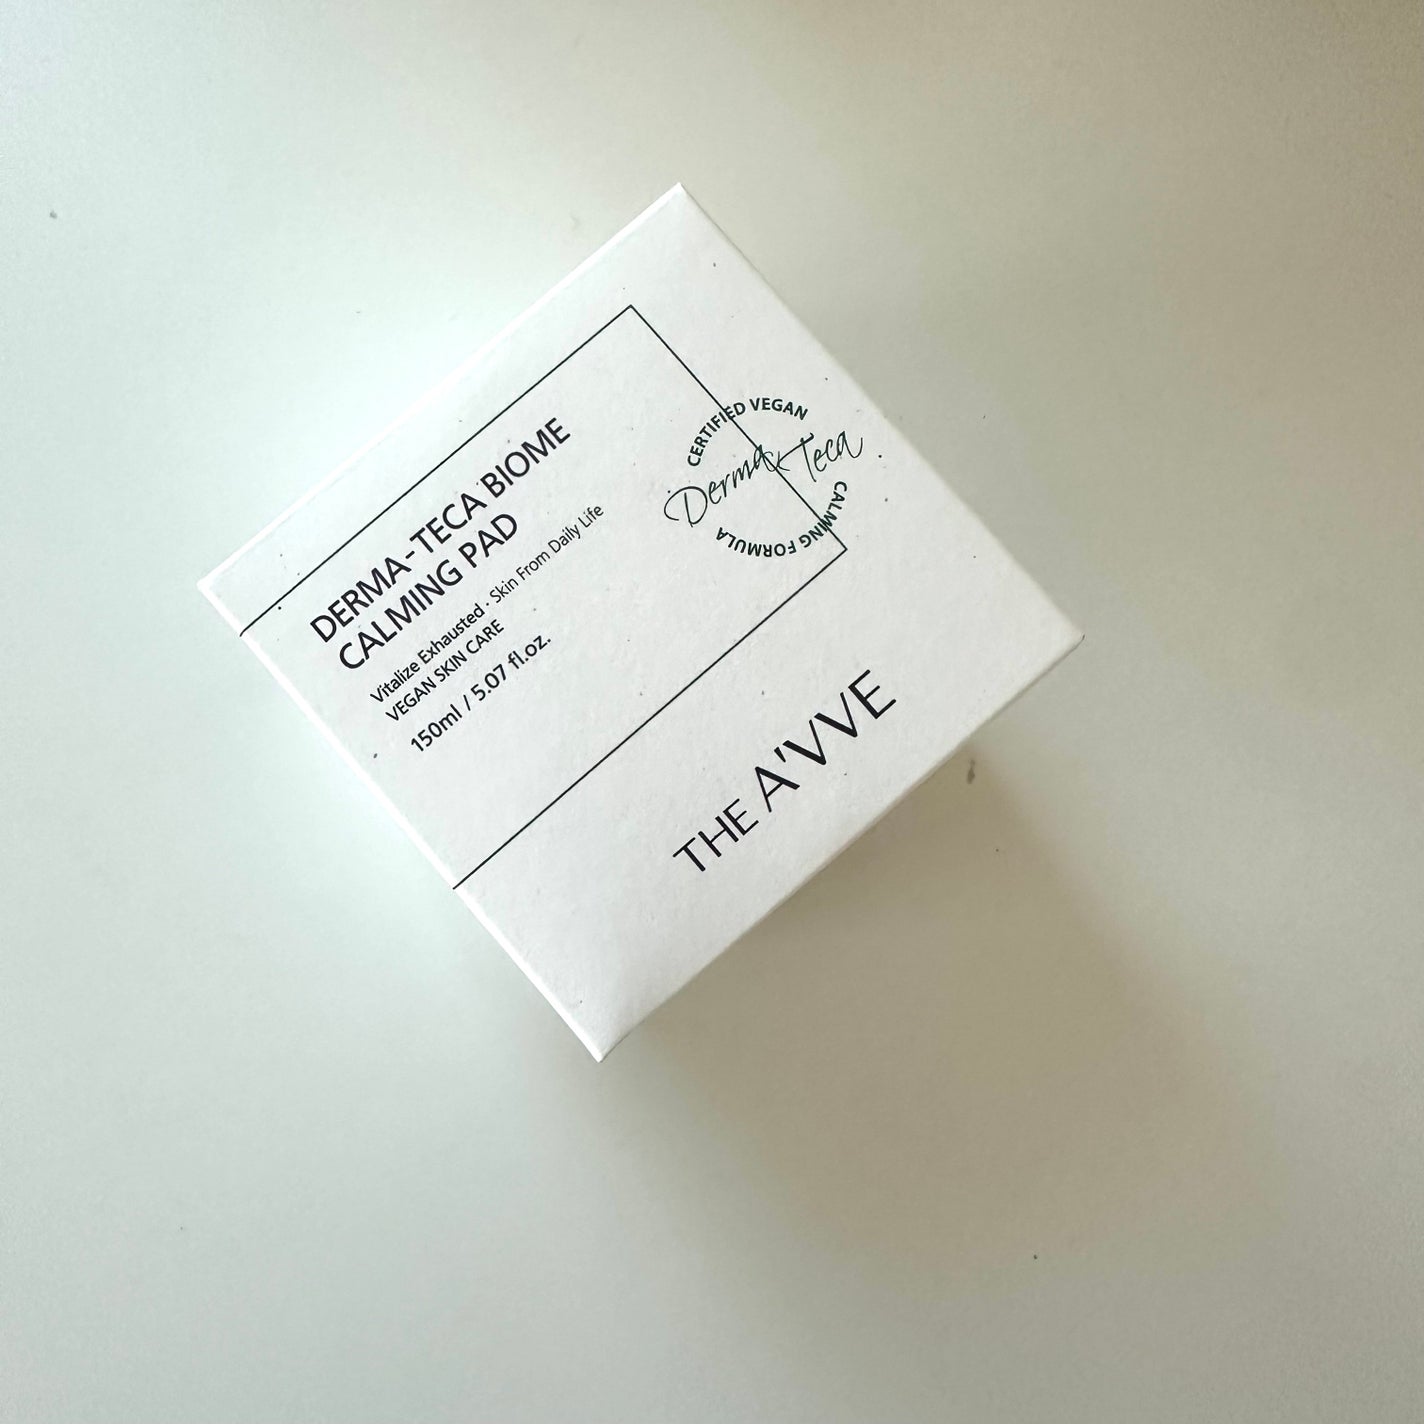 DERMA-TECA BIOME
CALMING PAD
Vitalize Exhausted · Skin From Daily Life
VEGAN SKIN CARE
150ml / 5.07 fl.oz.
CERTIFIED VEGAN
Derma & Teca
CALMING FORMULA
THE A'VVE